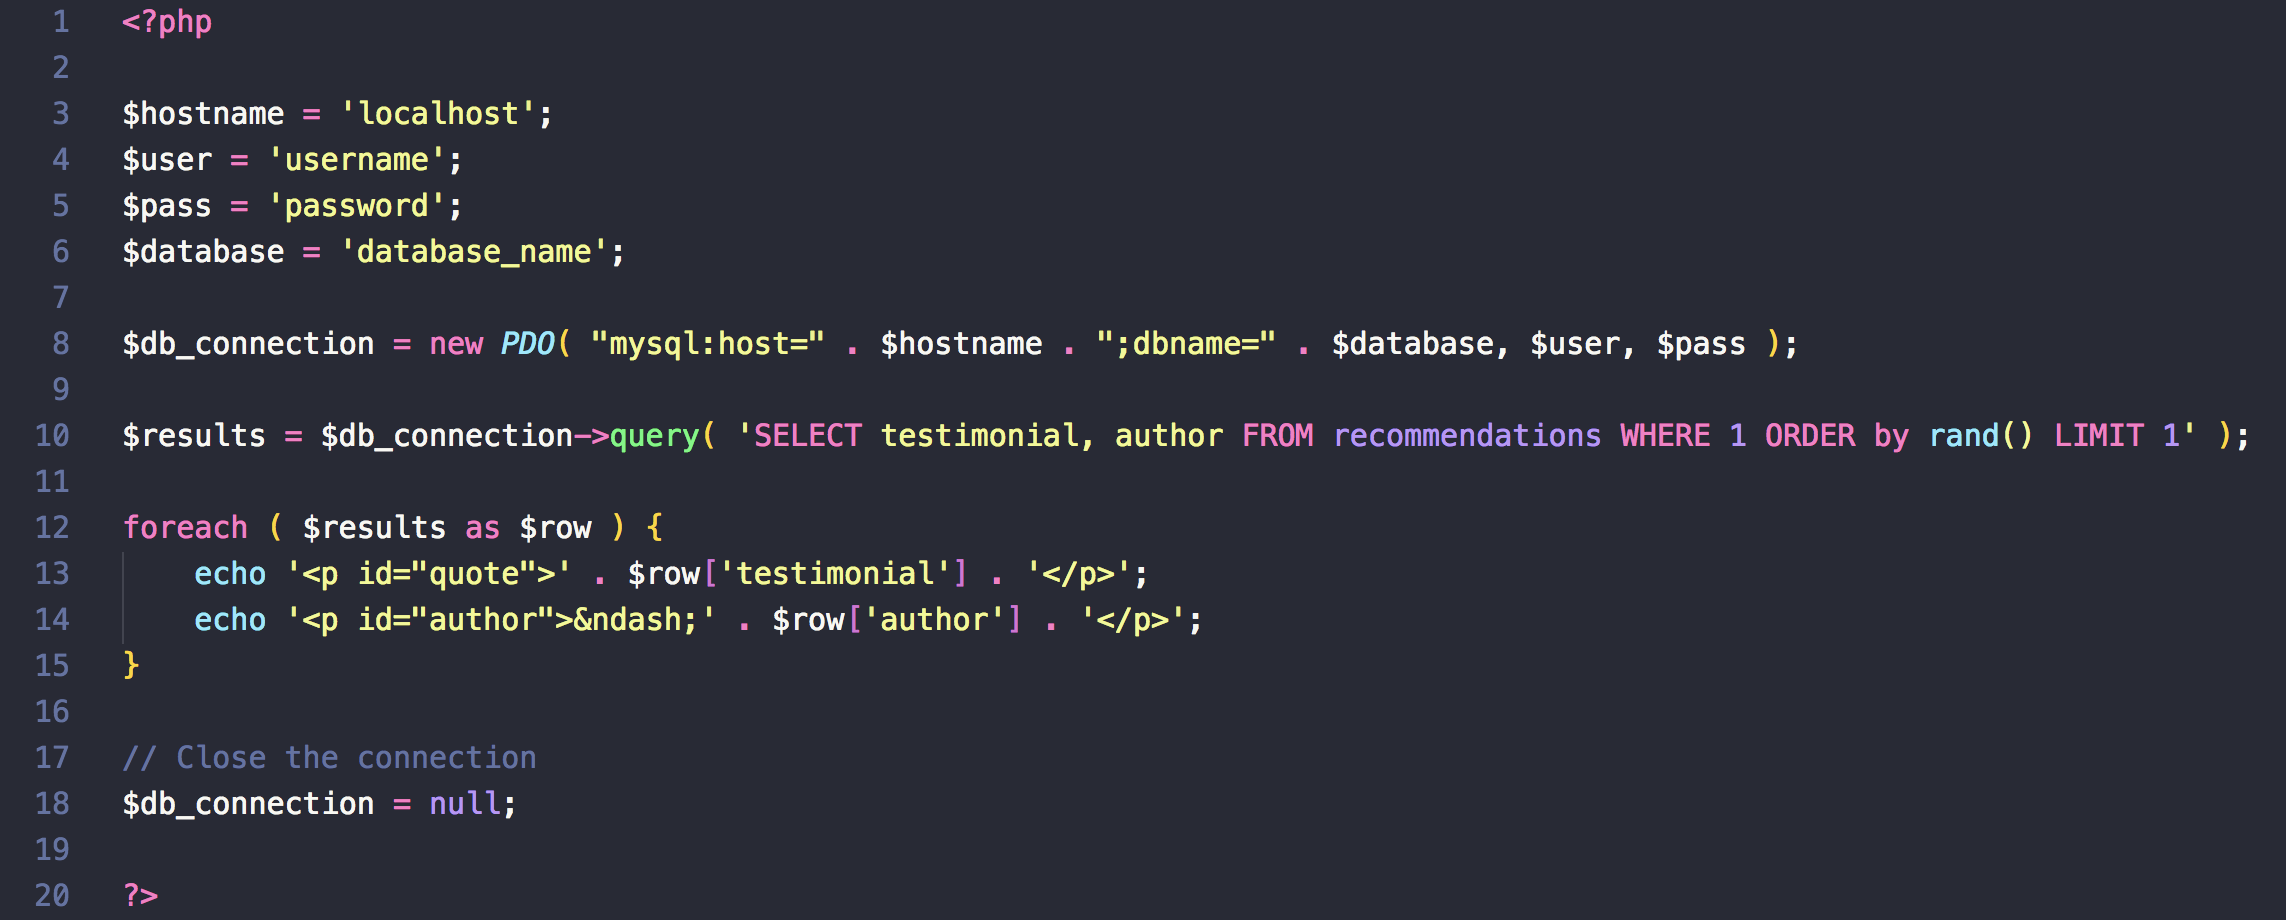 1 <?php
2
3 $hostname = 'localhost';
4 $user = 'username';
5 $pass = 'password';
6 $database = 'database_name';
7
8 $db_connection = new PDO( "mysql:host=" . $hostname . ";dbname=" . $database, $user, $pass );
9
10 $results = $db_connection->query( 'SELECT testimonial, author FROM recommendations WHERE 1 ORDER by rand() LIMIT 1' );
11
12 foreach ( $results as $row ) {
13     echo '<p id="quote">' . $row['testimonial'] . '</p>';
14     echo '<p id="author">&ndash;' . $row['author'] . '</p>';
15 }
16
17 // Close the connection
18 $db_connection = null;
19
20 ?>